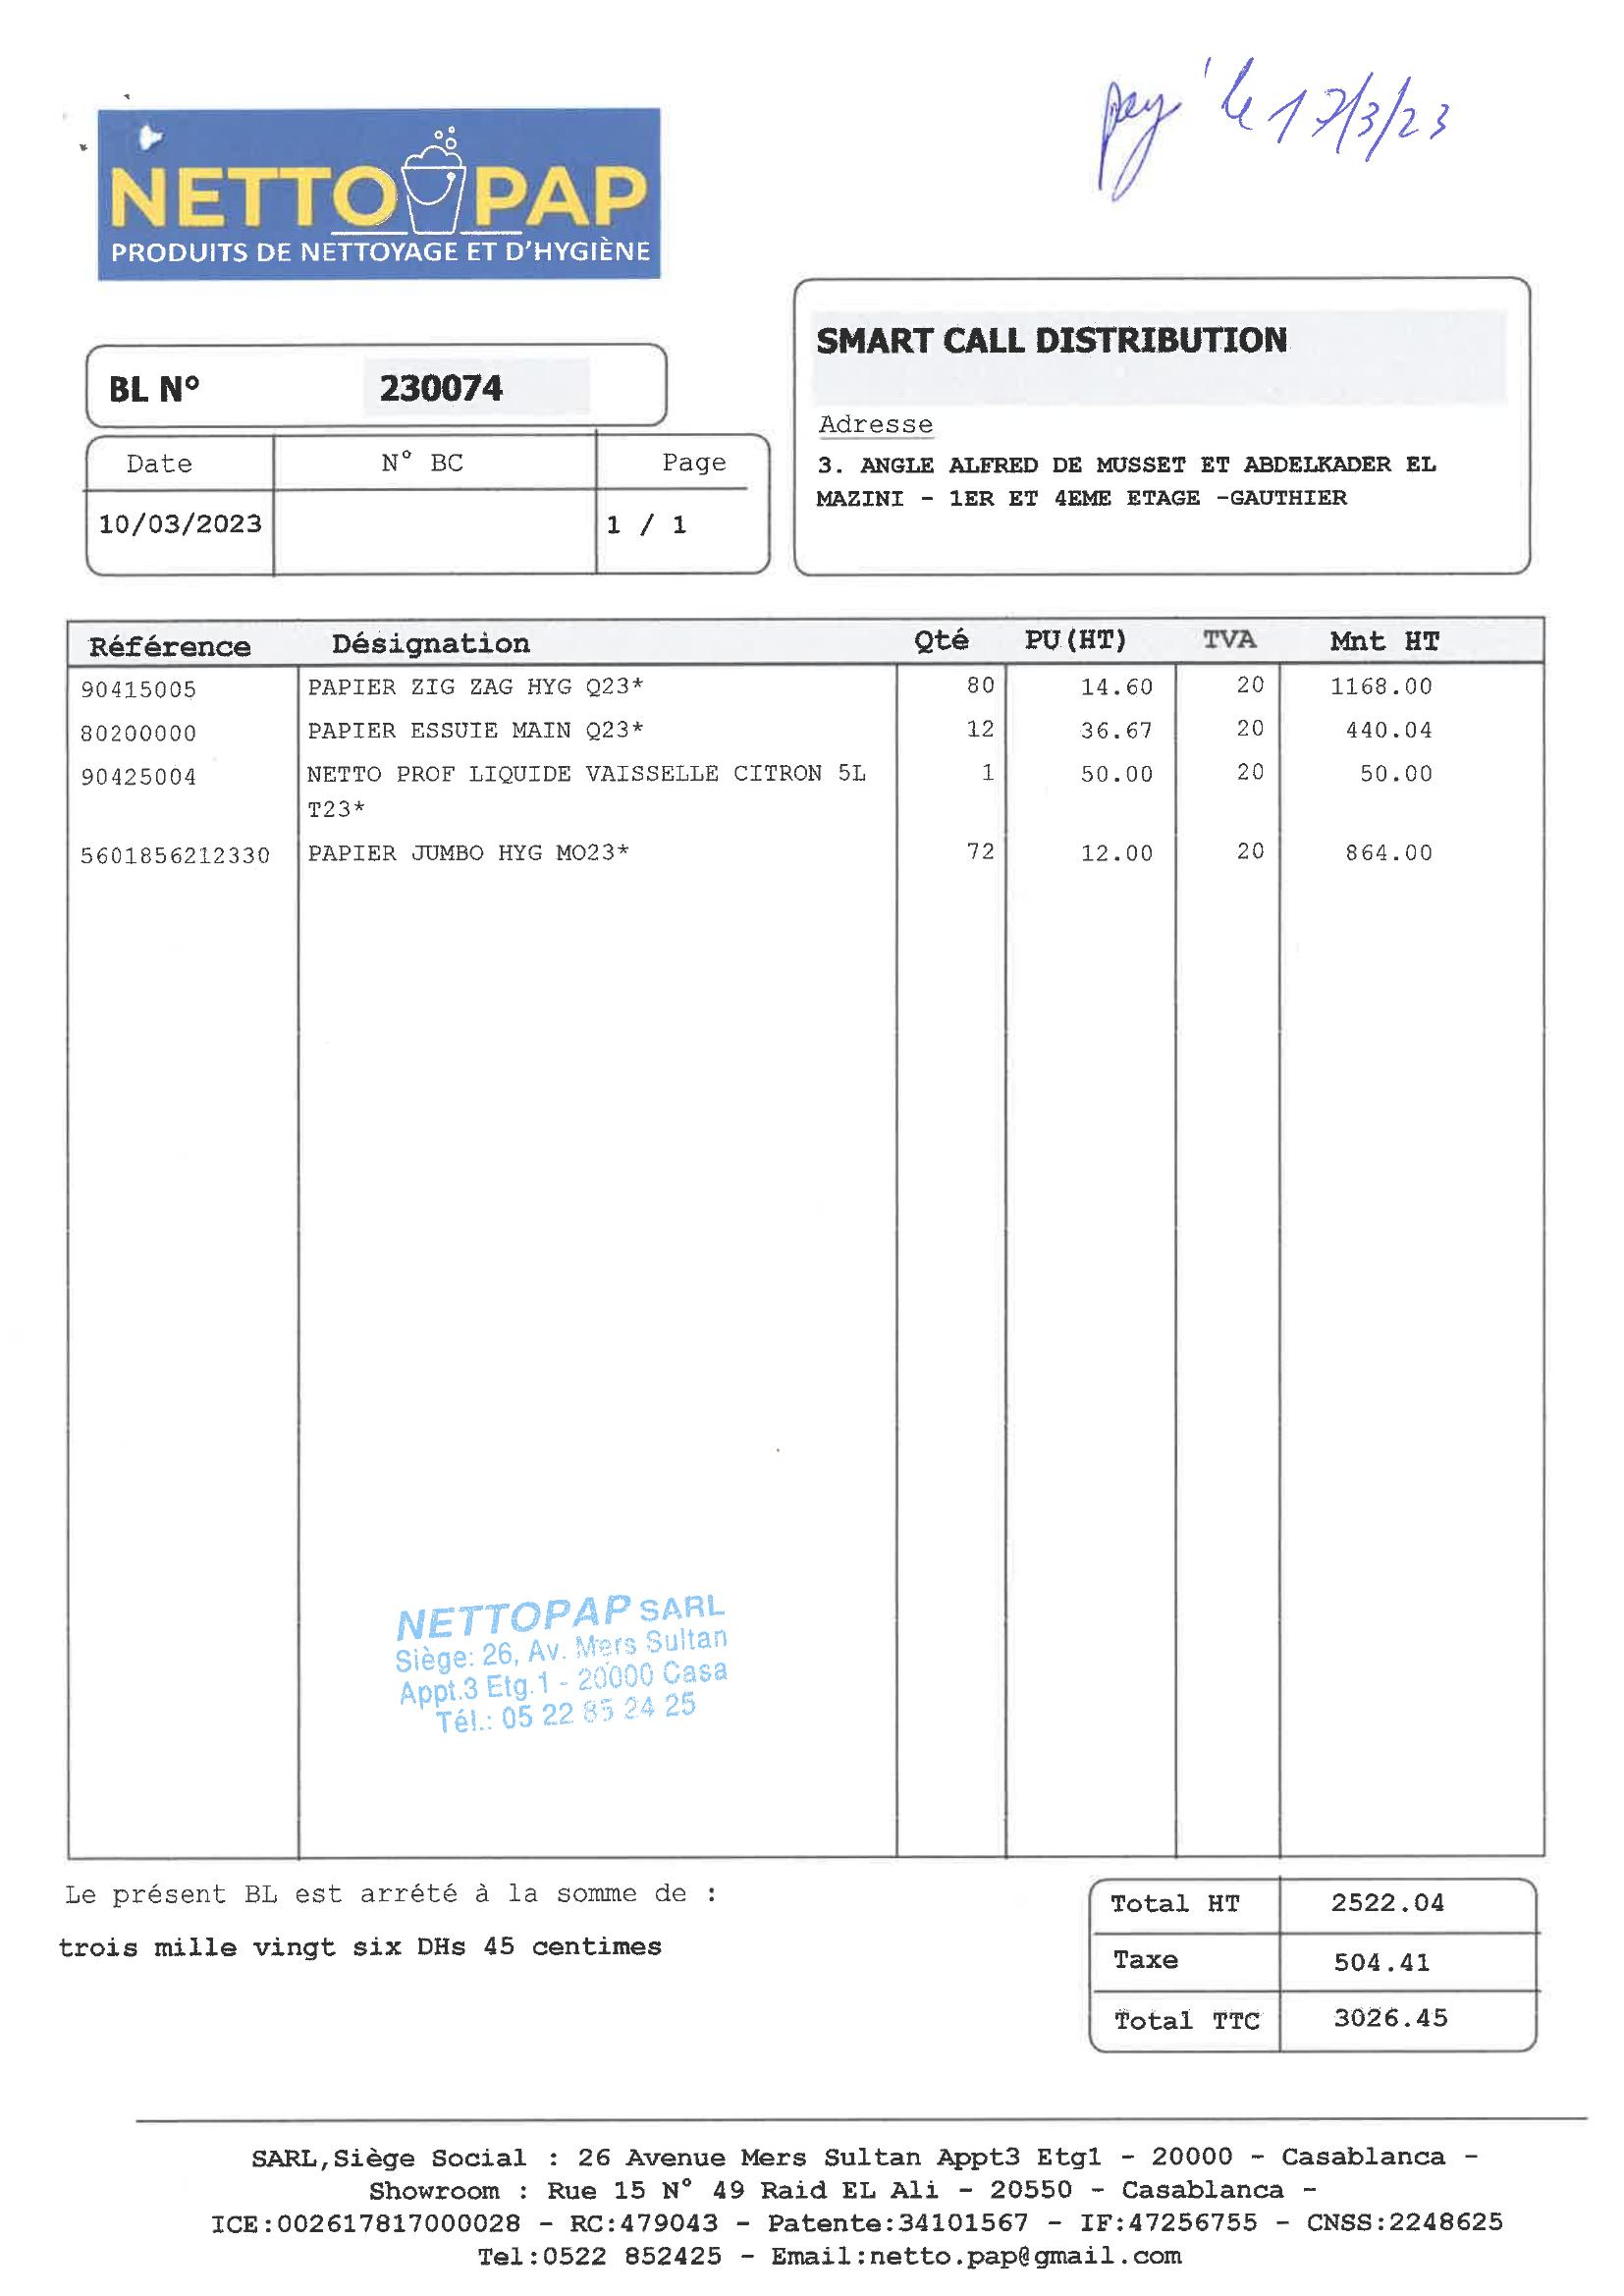 payé le 17/3/23
NETTO PAP
PRODUITS DE NETTOYAGE ET D'HYGIÈNE
BL N° 230074
Date N° BC Page
10/03/2023 1 / 1
SMART CALL DISTRIBUTION
Adresse
3. ANGLE ALFRED DE MUSSET ET ABDELKADER EL
MAZINI - 1ER ET 4EME ETAGE -GAUTHIER
Référence Désignation Qté PU(HT) TVA Mnt HT
90415005 PAPIER ZIG ZAG HYG Q23* 80 14.60 20 1168.00
80200000 PAPIER ESSUIE MAIN Q23* 12 36.67 20 440.04
90425004 NETTO PROF LIQUIDE VAISSELLE CITRON 5L 1 50.00 20 50.00
T23*
5601856212330 PAPIER JUMBO HYG MO23* 72 12.00 20 864.00
NETTOPAP SARL
Siège: 26, Av. Mers Sultan
Appt.3 Etg.1 - 20000 Casa
Tél.: 05 22 85 24 25
Le présent BL est arrété à la somme de :
trois mille vingt six DHs 45 centimes
Total HT 2522.04
Taxe 504.41
Total TTC 3026.45
SARL,Siège Social : 26 Avenue Mers Sultan Appt3 Etg1 - 20000 - Casablanca -
Showroom : Rue 15 N° 49 Raid EL Ali - 20550 - Casablanca -
ICE:002617817000028 - RC:479043 - Patente:34101567 - IF:47256755 - CNSS:2248625
Tel:0522 852425 - Email:netto.pap@gmail.com